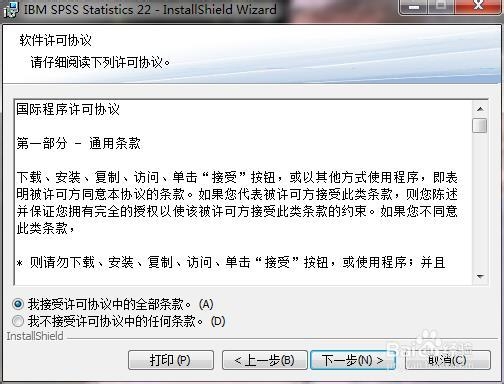 IBM SPSS Statistics 22 - InstallShield Wizard
软件许可协议
请仔细阅读下列许可协议。
国际程序许可协议
第一部分 - 通用条款
下载、安装、复制、访问、单击“接受”按钮，或以其他方式使用程序，即表
明被许可方同意本协议的条款。如果您代表被许可方接受此类条款，则您陈述
并保证您拥有完全的授权以使该被许可方接受此类条款的约束。如果您不同意
此类条款，
* 则请勿下载、安装、复制、访问、单击“接受”按钮，或使用程序；并且
我接受许可协议中的全部条款。(A)
我不接受许可协议中的任何条款。(D)
InstallShield
打印(P)
< 上一步(B)
下一步(N) >
取消(C)